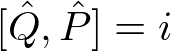 [Q̂, P̂] = i